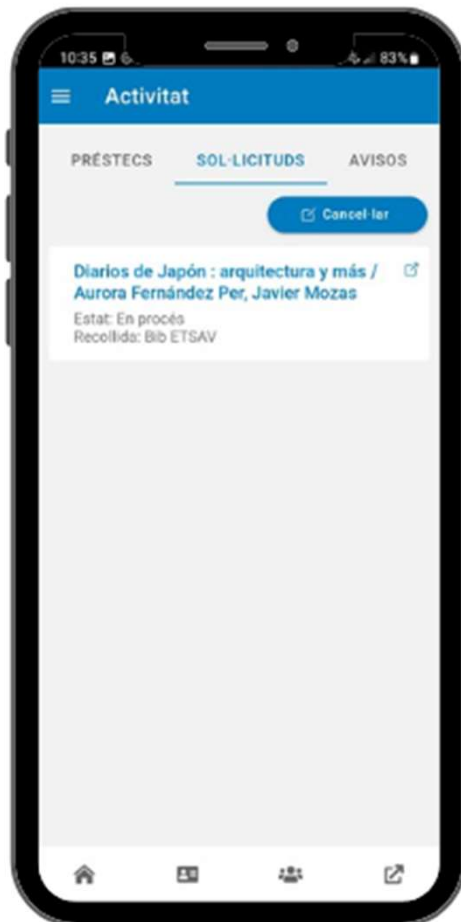 10:35
83%
Activitat
PRÉSTECS SOL·LICITUDS AVISOS
Cancel·lar
Diarios de Japón : arquitectura y más /
Aurora Fernández Per, Javier Mozas
Estat: En procés
Recollida: Bib ETSAV